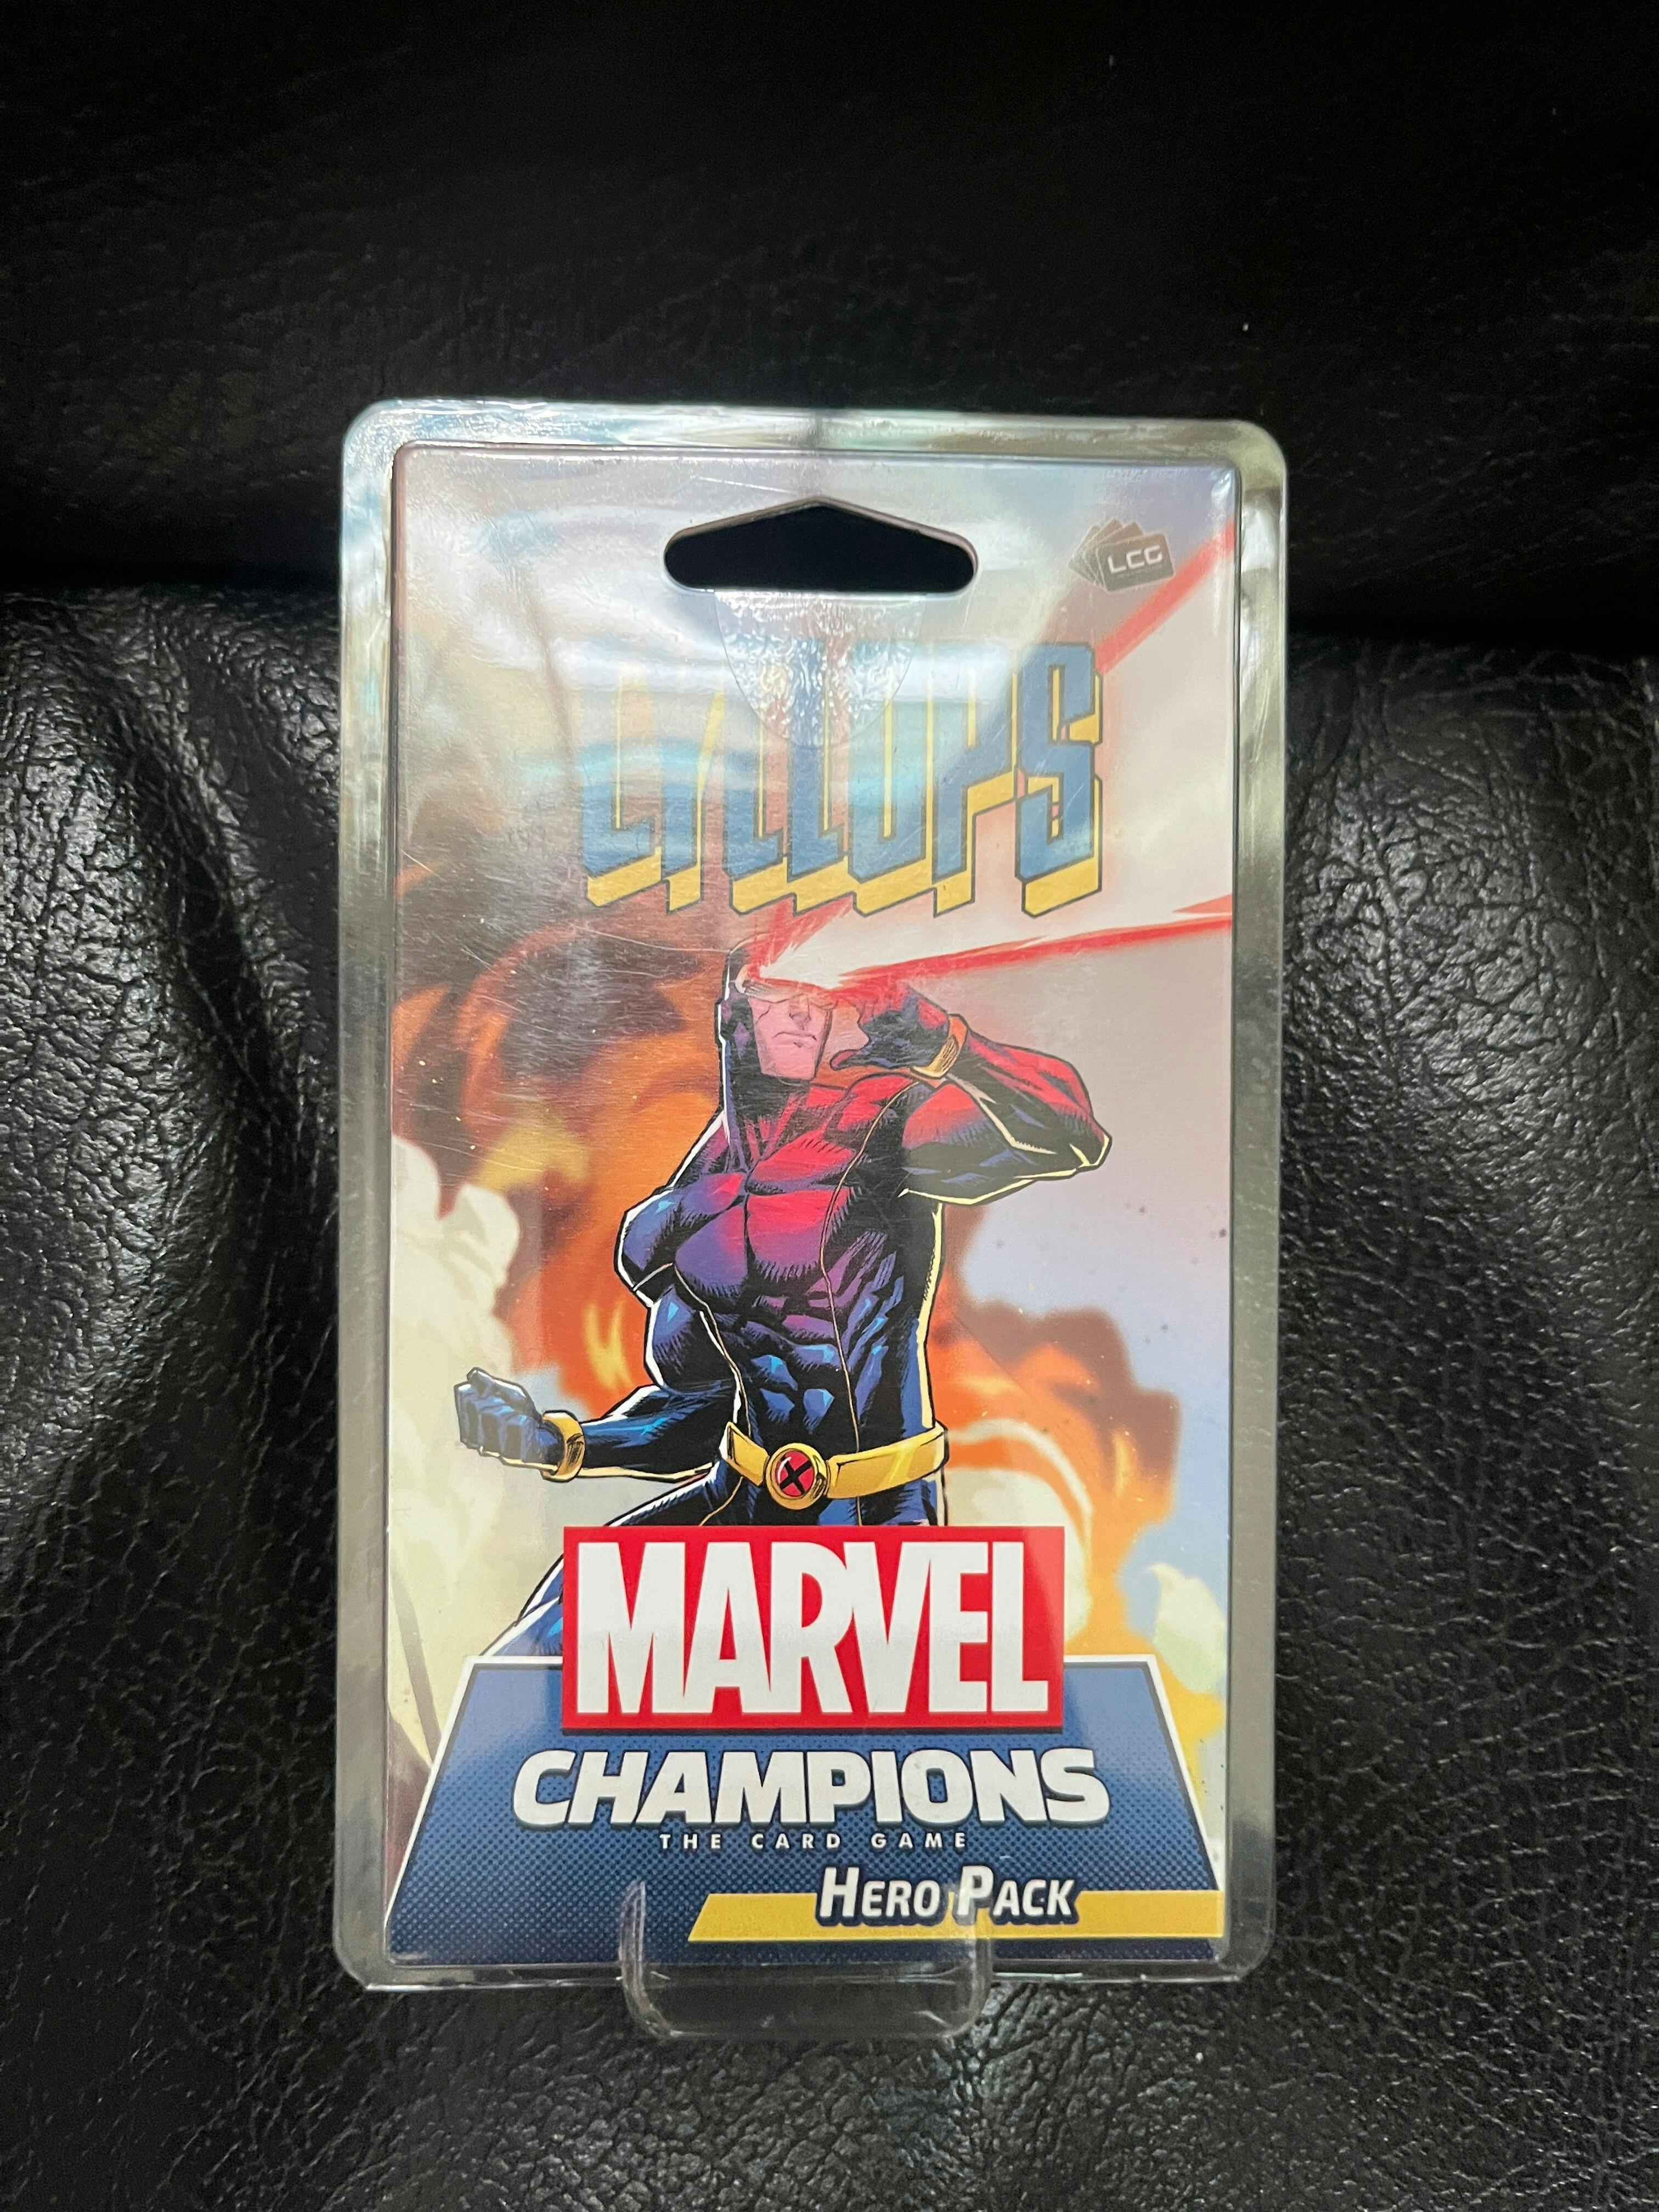 LCG
CYCLOPS
MARVEL
CHAMPIONS
THE CARD GAME
HERO PACK